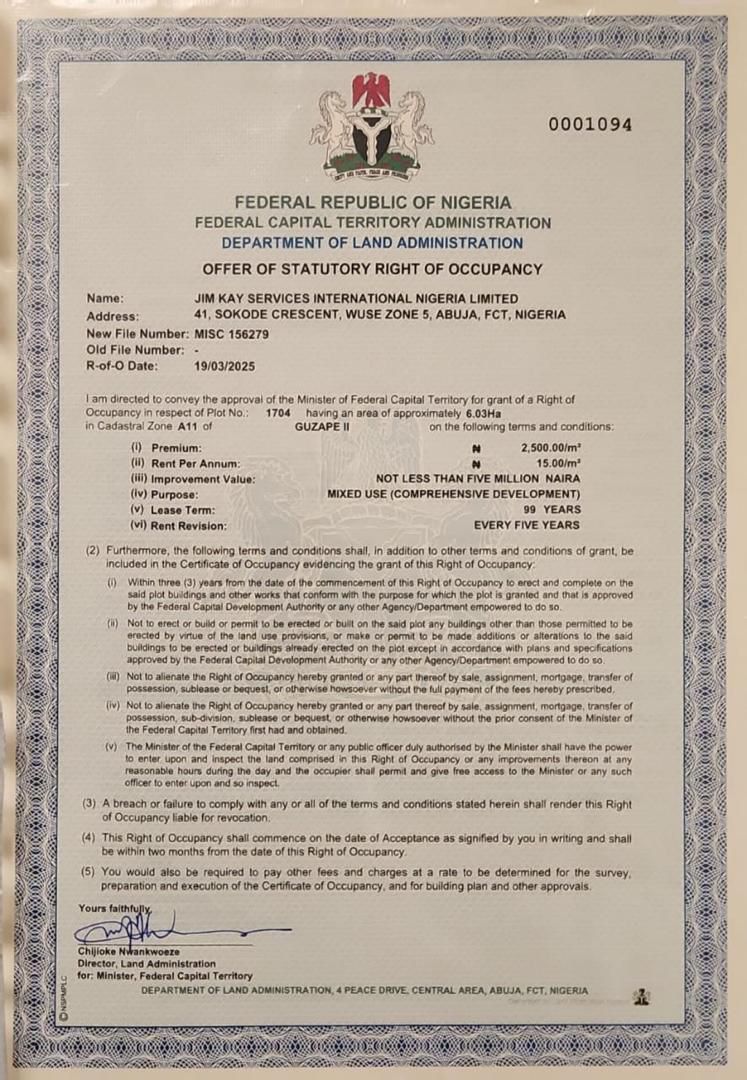 0001094
FEDERAL REPUBLIC OF NIGERIA
FEDERAL CAPITAL TERRITORY ADMINISTRATION
DEPARTMENT OF LAND ADMINISTRATION
OFFER OF STATUTORY RIGHT OF OCCUPANCY
Name: JIM KAY SERVICES INTERNATIONAL NIGERIA LIMITED
Address: 41, SOKODE CRESCENT, WUSE ZONE 5, ABUJA, FCT, NIGERIA
New File Number: MISC 156279
Old File Number: -
R-of-O Date: 19/03/2025
I am directed to convey the approval of the Minister of Federal Capital Territory for grant of a Right of
Occupancy in respect of Plot No.: 1704 having an area of approximately 6.03Ha
in Cadastral Zone A11 of GUZAPE II on the following terms and conditions:
(i) Premium: ₦ 2,500.00/m²
(ii) Rent Per Annum: ₦ 15.00/m²
(iii) Improvement Value: NOT LESS THAN FIVE MILLION NAIRA
(iv) Purpose: MIXED USE (COMPREHENSIVE DEVELOPMENT)
(v) Lease Term: 99 YEARS
(vi) Rent Revision: EVERY FIVE YEARS
(2) Furthermore, the following terms and conditions shall, in addition to other terms and conditions of grant, be
included in the Certificate of Occupancy evidencing the grant of this Right of Occupancy:
(i) Within three (3) years from the date of the commencement of this Right of Occupancy to erect and complete on the
said plot buildings and other works that conform with the purpose for which the plot is granted and that is approved
by the Federal Capital Development Authority or any other Agency/Department empowered to do so.
(ii) Not to erect or build or permit to be erected or built on the said plot any buildings other than those permitted to be
erected by virtue of the land use provisions, or make or permit to be made additions or alterations to the said
buildings to be erected or buildings already erected on the plot except in accordance with plans and specifications
approved by the Federal Capital Development Authority or any other Agency/Department empowered to do so.
(iii) Not to alienate the Right of Occupancy hereby granted or any part thereof by sale, assignment, mortgage, transfer of
possession, sublease or bequest, or otherwise howsoever without the full payment of the fees hereby prescribed.
(iv) Not to alienate the Right of Occupancy hereby granted or any part thereof by sale, assignment, mortgage, transfer of
possession, sub-division, sublease or bequest, or otherwise howsoever without the prior consent of the Minister of
the Federal Capital Territory first had and obtained.
(v) The Minister of the Federal Capital Territory or any public officer duly authorised by the Minister shall have the power
to enter upon and inspect the land comprised in this Right of Occupancy or any improvements thereon at any
reasonable hours during the day and the occupier shall permit and give free access to the Minister or any such
officer to enter upon and so inspect.
(3) A breach or failure to comply with any or all of the terms and conditions stated herein shall render this Right
of Occupancy liable for revocation.
(4) This Right of Occupancy shall commence on the date of Acceptance as signified by you in writing and shall
be within two months from the date of this Right of Occupancy.
(5) You would also be required to pay other fees and charges at a rate to be determined for the survey,
preparation and execution of the Certificate of Occupancy, and for building plan and other approvals.
Yours faithfully,
Chijioke Nwankwoeze
Director, Land Administration
for: Minister, Federal Capital Territory
DEPARTMENT OF LAND ADMINISTRATION, 4 PEACE DRIVE, CENTRAL AREA, ABUJA, FCT, NIGERIA
© NSPMPLC